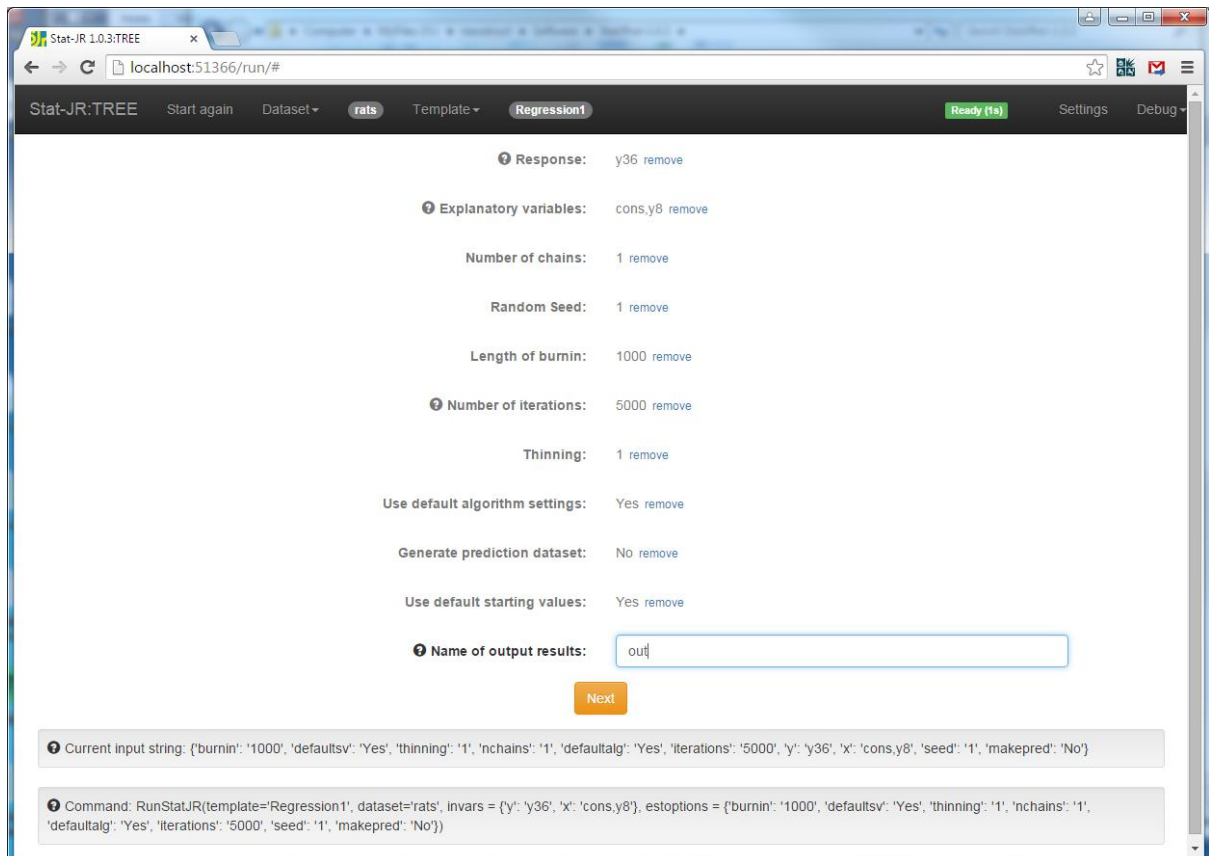 Stat-JR 1.0.3:TREE
localhost:51366/run/#
Stat-JR:TREE Start again Dataset rats Template Regression1 Ready (1s) Settings Debug
Response: y36 remove
Explanatory variables: cons,y8 remove
Number of chains: 1 remove
Random Seed: 1 remove
Length of burnin: 1000 remove
Number of iterations: 5000 remove
Thinning: 1 remove
Use default algorithm settings: Yes remove
Generate prediction dataset: No remove
Use default starting values: Yes remove
Name of output results: out
Next
Current input string: {'burnin': '1000', 'defaultsv': 'Yes', 'thinning': '1', 'nchains': '1', 'defaultalg': 'Yes', 'iterations': '5000', 'y': 'y36', 'x': 'cons,y8', 'seed': '1', 'makepred': 'No'}
Command: RunStatJR(template='Regression1', dataset='rats', invars = {'y': 'y36', 'x': 'cons,y8'}, estoptions = {'burnin': '1000', 'defaultsv': 'Yes', 'thinning': '1', 'nchains': '1',
'defaultalg': 'Yes', 'iterations': '5000', 'seed': '1', 'makepred': 'No'})